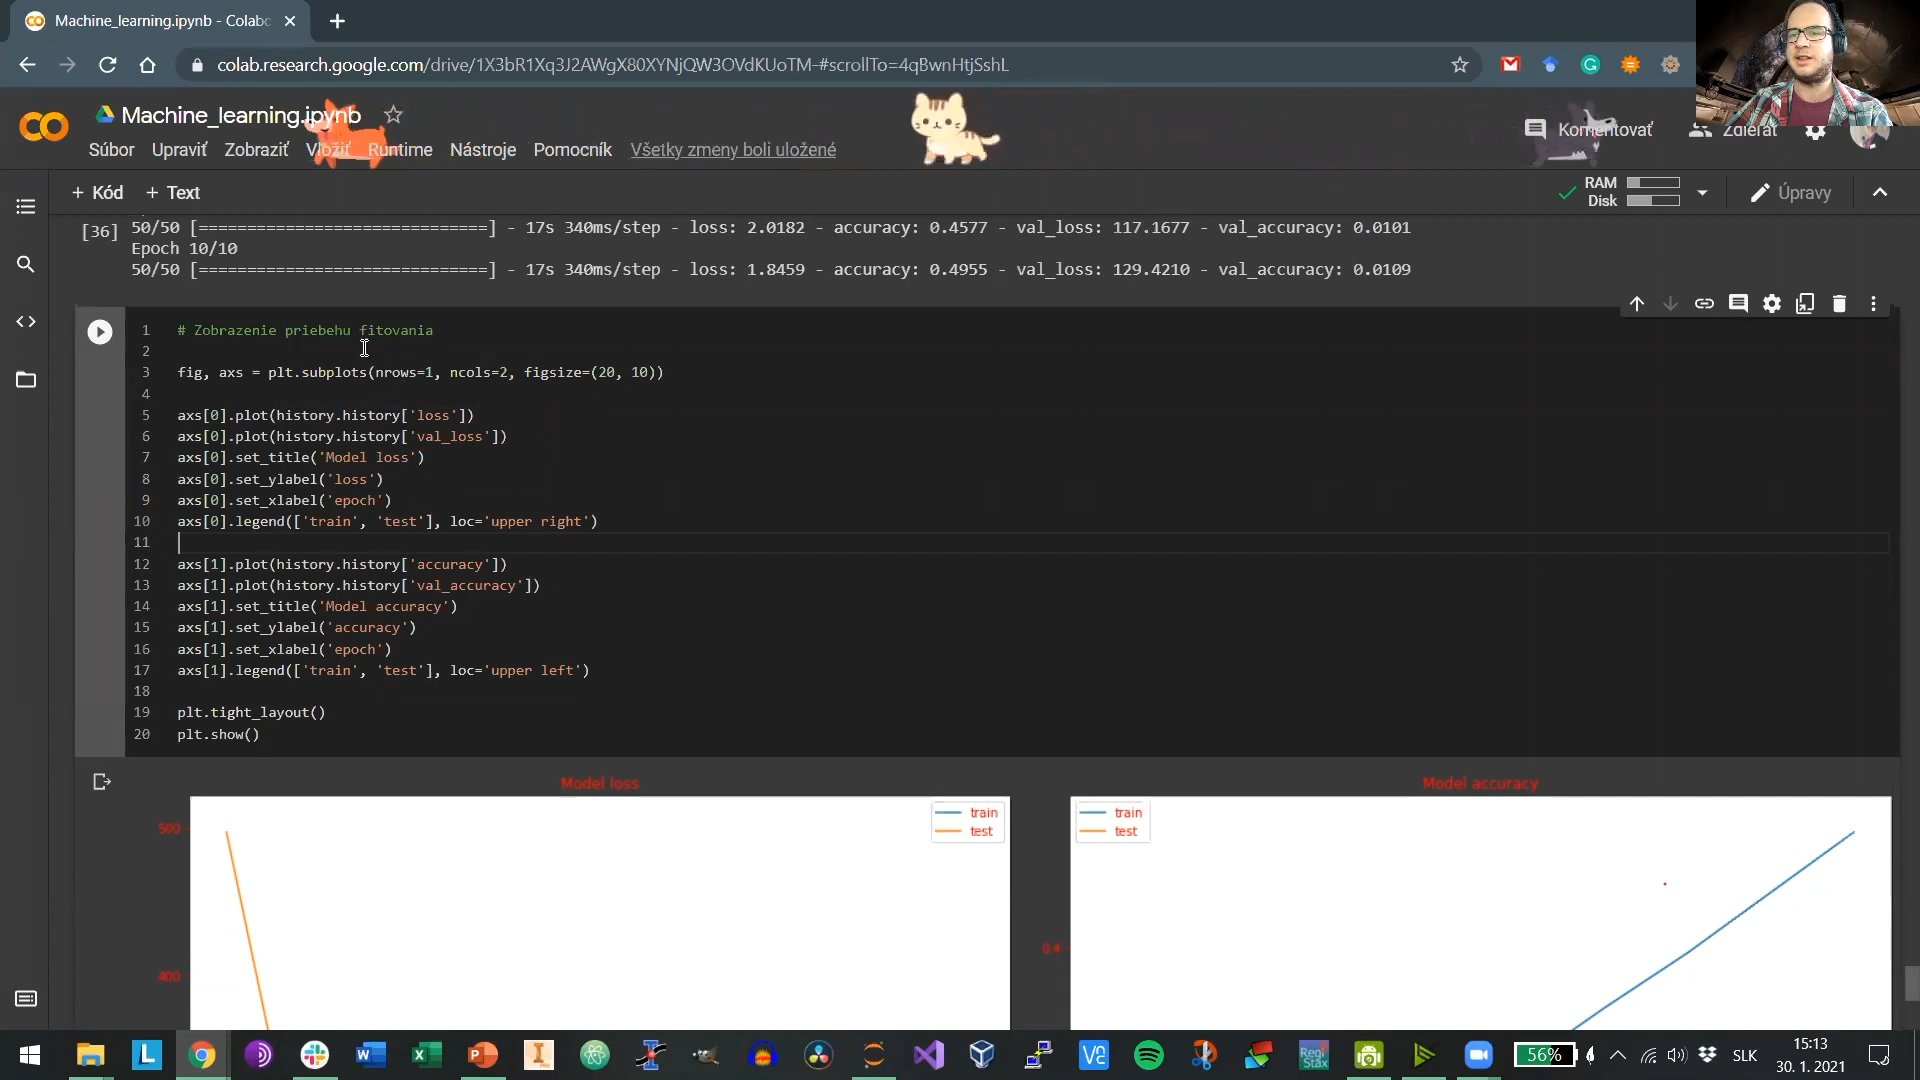 Machine_learning.ipynb - Colabo
colab.research.google.com/drive/1X3bR1Xq3J2AWgX80XYNjQW3OVdKUoTM-#scrollTo=4qBwnHtjSshL
Machine_learning.ipynb
Súbor Upraviť Zobraziť Vložiť Runtime Nástroje Pomocník Všetky zmeny boli uložené
Komentovať Zdieľať
+ Kód + Text
RAM
Disk
Úpravy
[36]
50/50 [==============================] - 17s 340ms/step - loss: 2.0182 - accuracy: 0.4577 - val_loss: 117.1677 - val_accuracy: 0.0101
Epoch 10/10
50/50 [==============================] - 17s 340ms/step - loss: 1.8459 - accuracy: 0.4955 - val_loss: 129.4210 - val_accuracy: 0.0109
1 # Zobrazenie priebehu fitovania
2
3 fig, axs = plt.subplots(nrows=1, ncols=2, figsize=(20, 10))
4
5 axs[0].plot(history.history['loss'])
6 axs[0].plot(history.history['val_loss'])
7 axs[0].set_title('Model loss')
8 axs[0].set_ylabel('loss')
9 axs[0].set_xlabel('epoch')
10 axs[0].legend(['train', 'test'], loc='upper right')
11
12 axs[1].plot(history.history['accuracy'])
13 axs[1].plot(history.history['val_accuracy'])
14 axs[1].set_title('Model accuracy')
15 axs[1].set_ylabel('accuracy')
16 axs[1].set_xlabel('epoch')
17 axs[1].legend(['train', 'test'], loc='upper left')
18
19 plt.tight_layout()
20 plt.show()
Model loss
train
test
500
400
Model accuracy
train
test
0.4
56%
SLK
15:13
30. 1. 2021